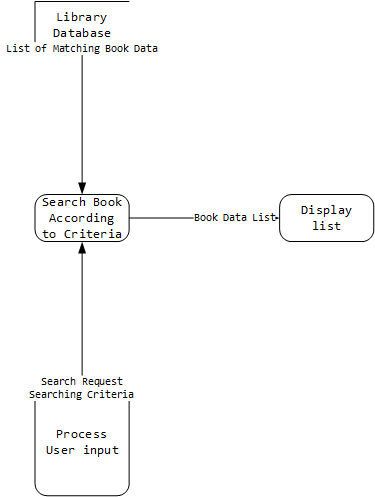 Library
Database
List of Matching Book Data
Search Book
According
to Criteria
Book Data List
Display
list
Search Request
Searching Criteria
Process
User input